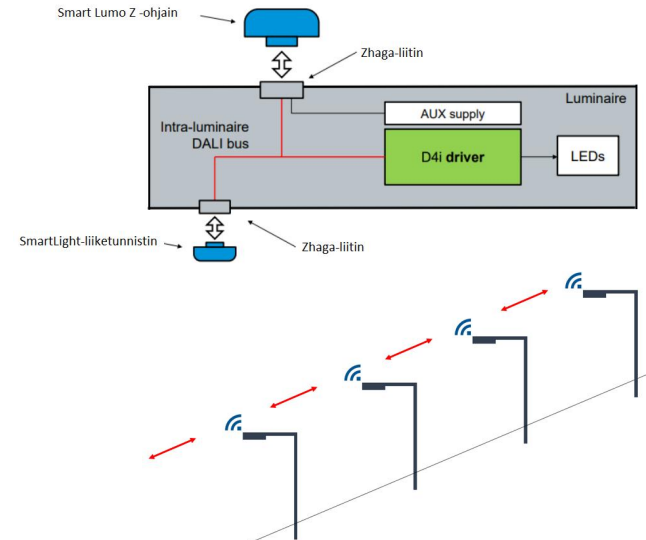 Smart Lumo Z -ohjain
Zhaga-liitin
Luminaire
AUX supply
Intra-luminaire
DALI bus
D4i driver
LEDs
SmartLight-liiketunnistin
Zhaga-liitin